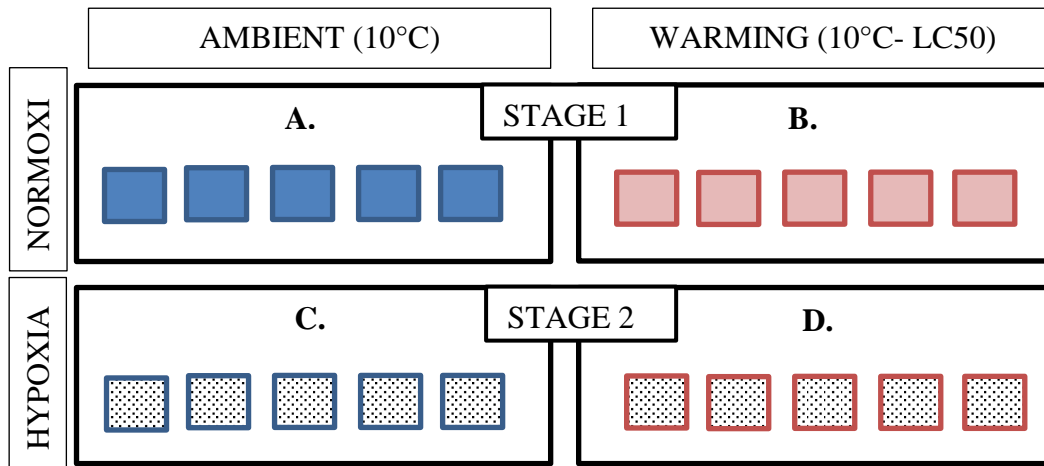 AMBIENT (10°C)
WARMING (10°C- LC50)
NORMOXI
STAGE 1
A.
B.
HYPOXIA
STAGE 2
C.
D.